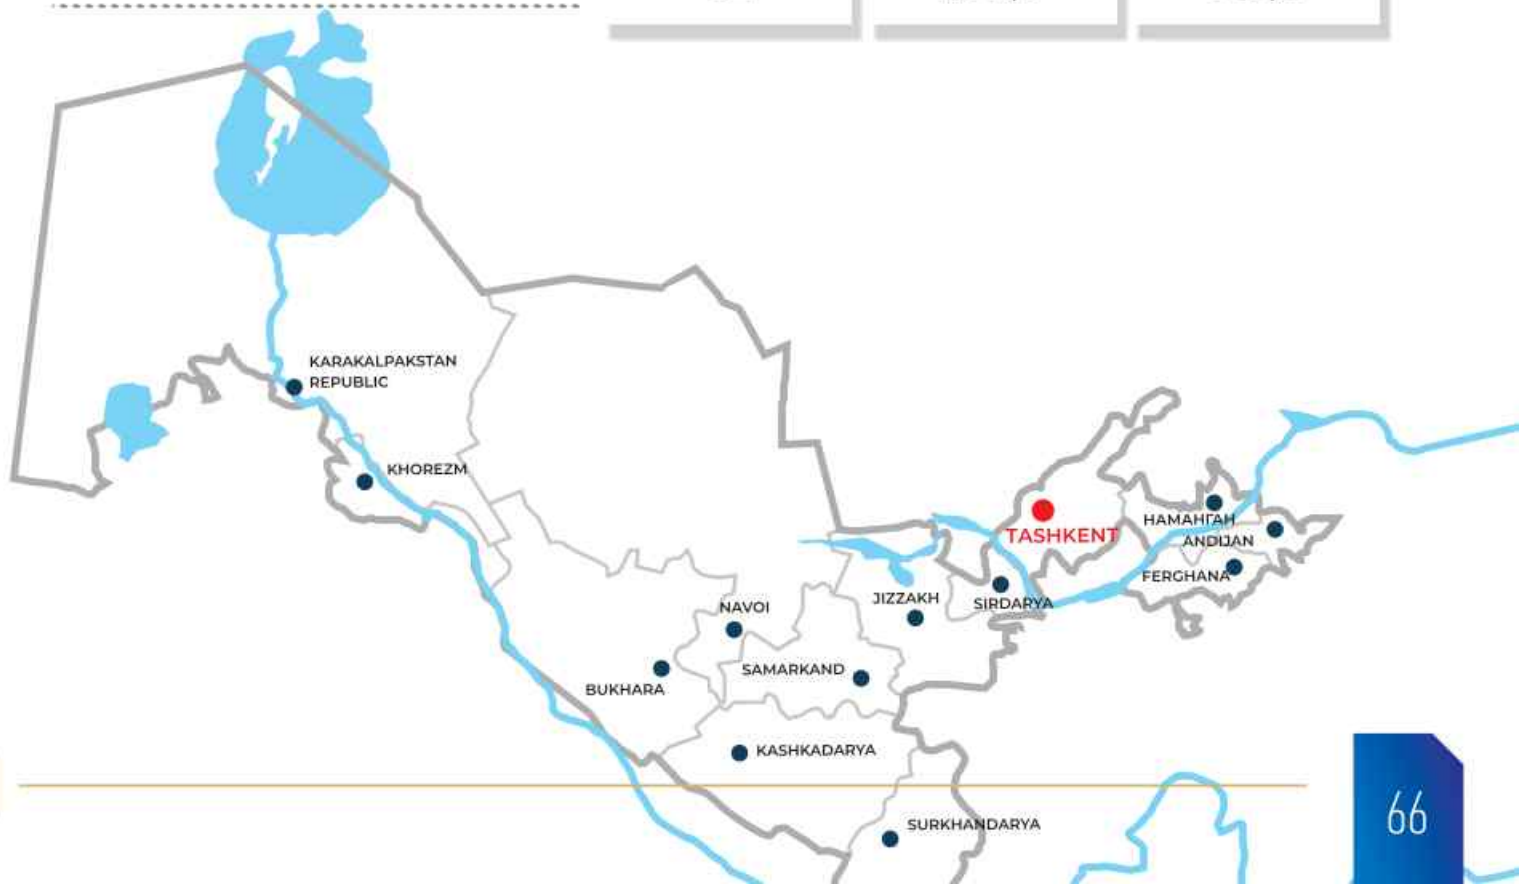 KARAKALPAKSTAN
REPUBLIC
KHOREZM
TASHKENT
НАМАНГАН
ANDIJAN
FERGHANA
NAVOI
JIZZAKH
SIRDARYA
SAMARKAND
BUKHARA
KASHKADARYA
SURKHANDARYA
66